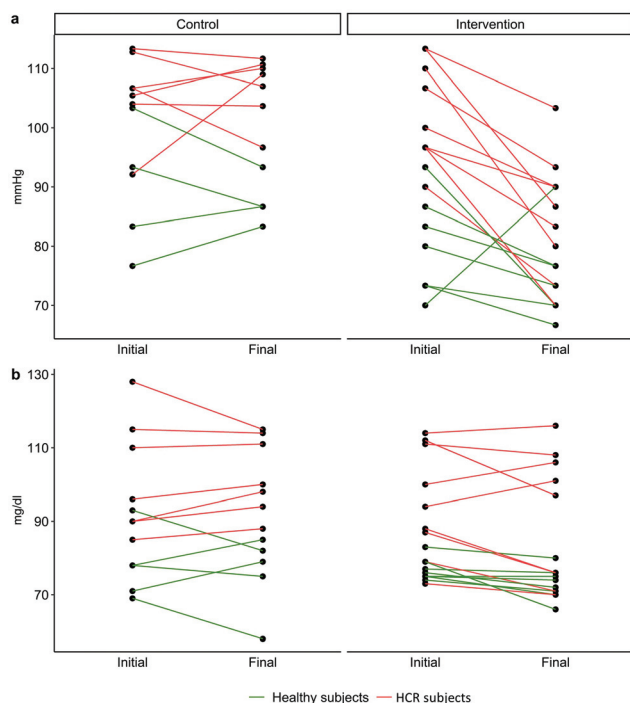 a
Control
Intervention
mmHg
110
100
90
80
70
Initial
Final
Initial
Final
b
mg/dl
130
110
90
70
Initial
Final
Initial
Final
Healthy subjects
HCR subjects